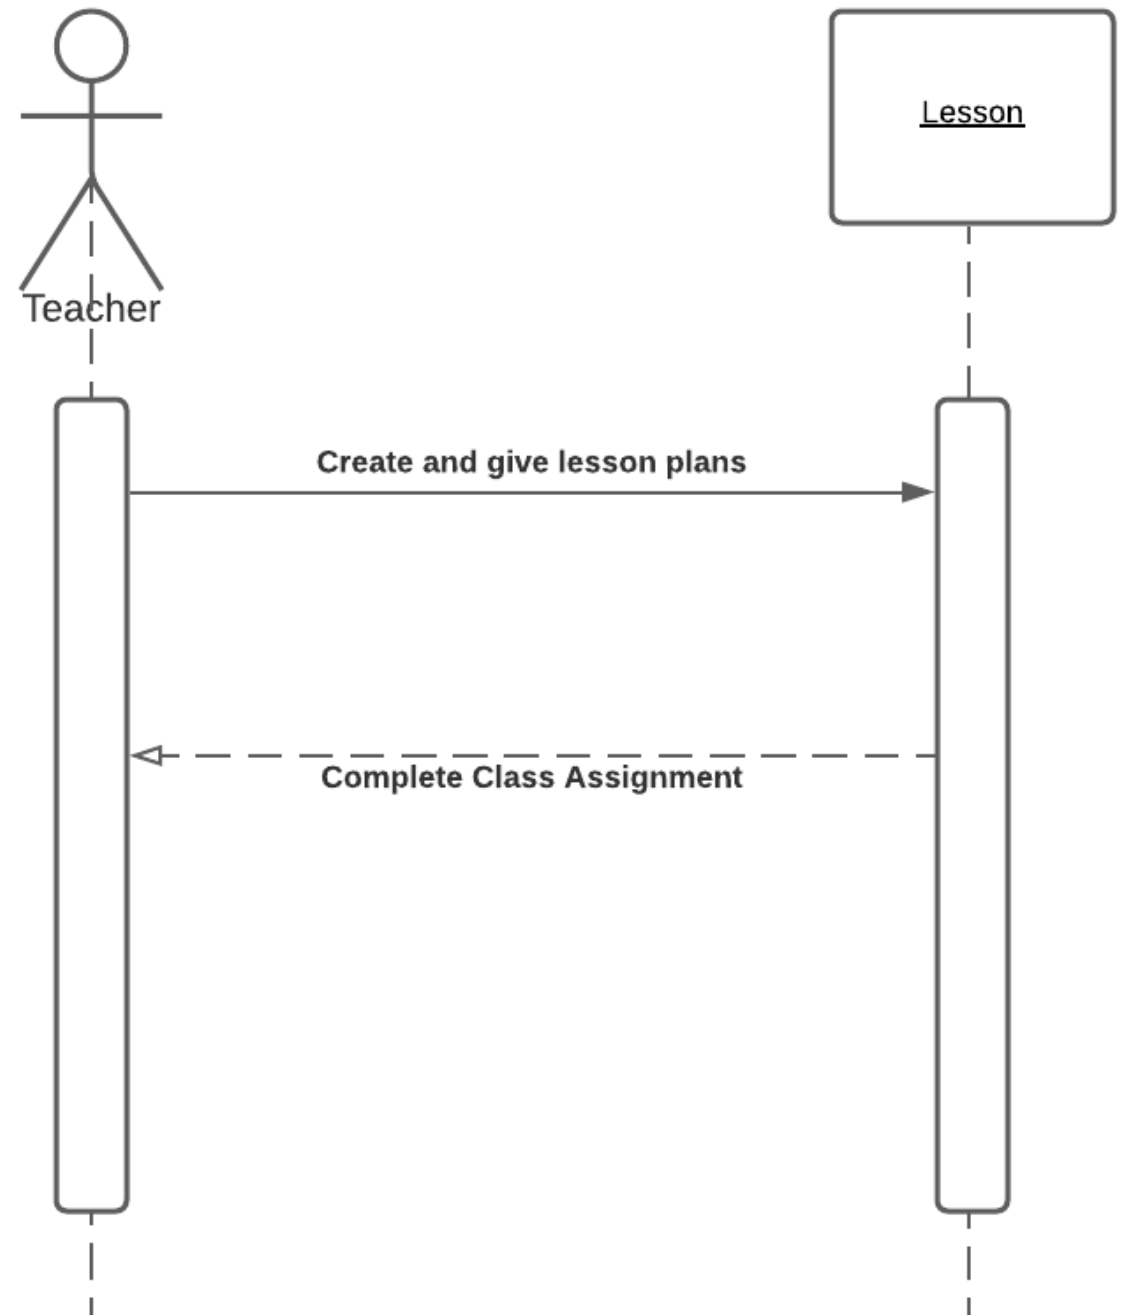 Lesson
Teacher
Create and give lesson plans
Complete Class Assignment